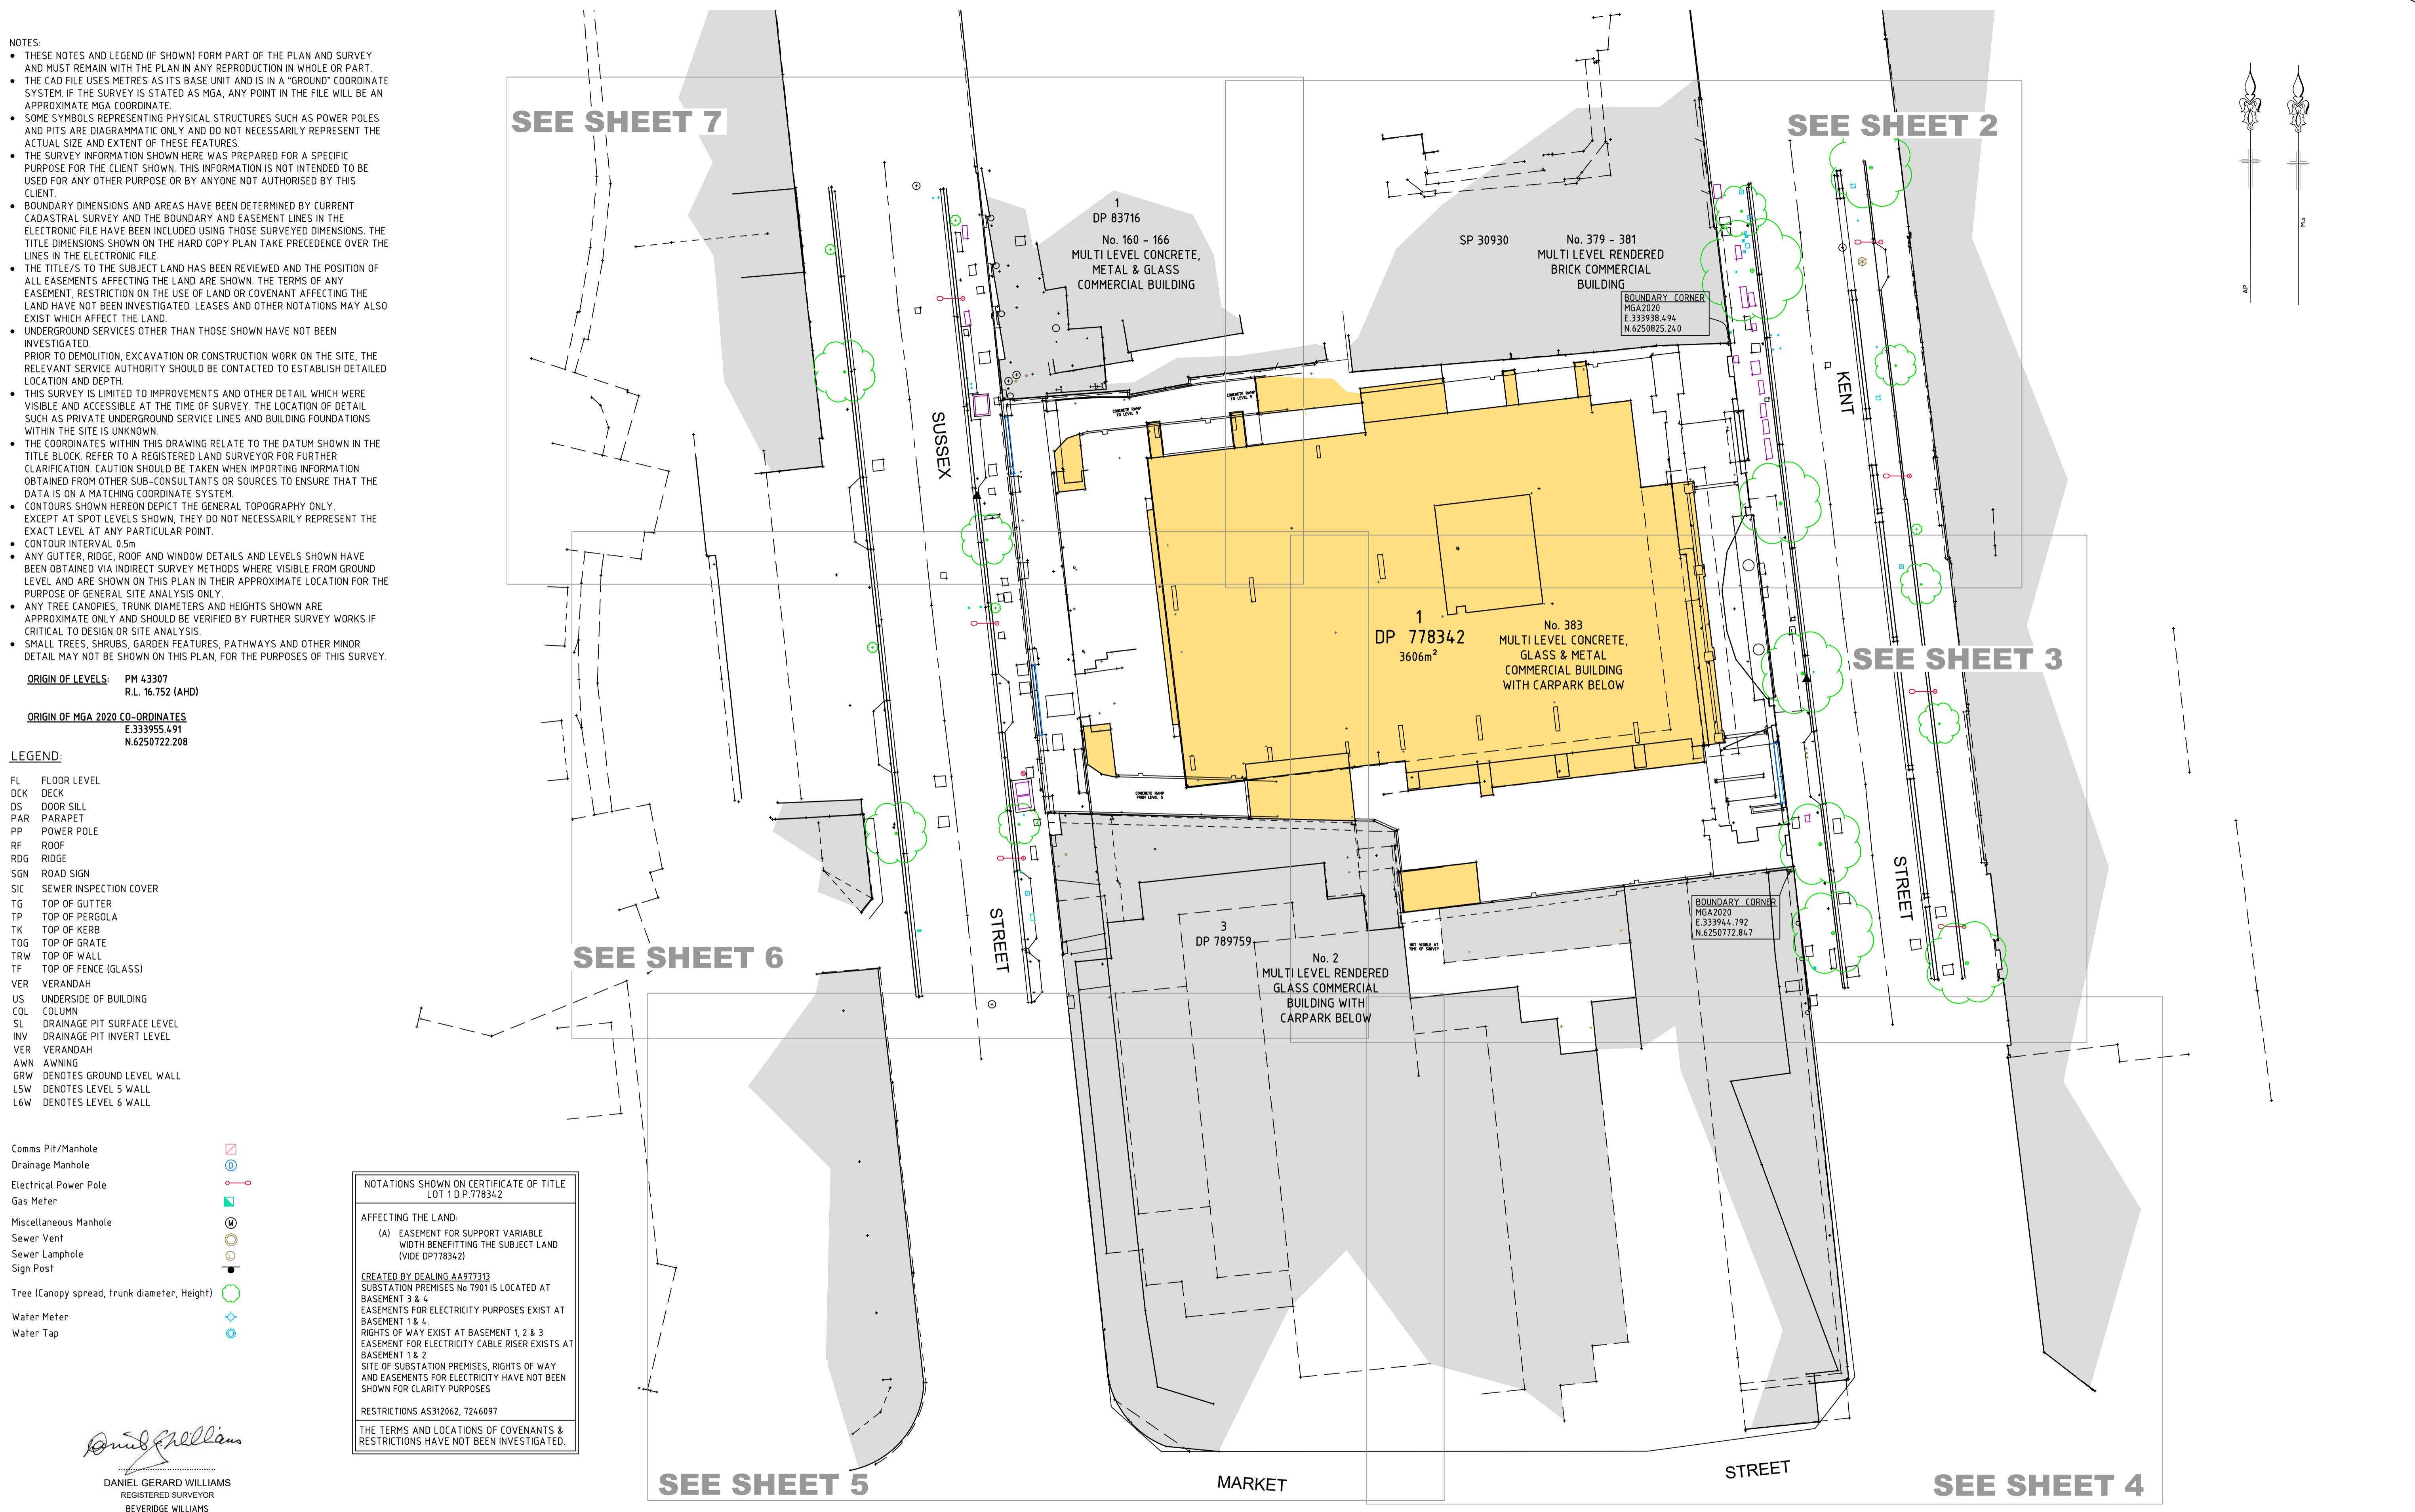 NOTES:
● THESE NOTES AND LEGEND (IF SHOWN) FORM PART OF THE PLAN AND SURVEY
AND MUST REMAIN WITH THE PLAN IN ANY REPRODUCTION IN WHOLE OR PART.
● THE CAD FILE USES METRES AS ITS BASE UNIT AND IS IN A "GROUND" COORDINATE
SYSTEM. IF THE SURVEY IS STATED AS MGA, ANY POINT IN THE FILE WILL BE AN
APPROXIMATE MGA COORDINATE.
● SOME SYMBOLS REPRESENTING PHYSICAL STRUCTURES SUCH AS POWER POLES
AND PITS ARE DIAGRAMMATIC ONLY AND DO NOT NECESSARILY REPRESENT THE
ACTUAL SIZE AND EXTENT OF THESE FEATURES.
● THE SURVEY INFORMATION SHOWN HERE WAS PREPARED FOR A SPECIFIC
PURPOSE FOR THE CLIENT SHOWN. THIS INFORMATION IS NOT INTENDED TO BE
USED FOR ANY OTHER PURPOSE OR BY ANYONE NOT AUTHORISED BY THIS
CLIENT.
● BOUNDARY DIMENSIONS AND AREAS HAVE BEEN DETERMINED BY CURRENT
CADASTRAL SURVEY AND THE BOUNDARY AND EASEMENT LINES IN THE
ELECTRONIC FILE HAVE BEEN INCLUDED USING THOSE SURVEYED DIMENSIONS. THE
TITLE DIMENSIONS SHOWN ON THE HARD COPY PLAN TAKE PRECEDENCE OVER THE
LINES IN THE ELECTRONIC FILE.
● THE TITLE/S TO THE SUBJECT LAND HAS BEEN REVIEWED AND THE POSITION OF
ALL EASEMENTS AFFECTING THE LAND ARE SHOWN. THE TERMS OF ANY
EASEMENT, RESTRICTION ON THE USE OF LAND OR COVENANT AFFECTING THE
LAND HAVE NOT BEEN INVESTIGATED. LEASES AND OTHER NOTATIONS MAY ALSO
EXIST WHICH AFFECT THE LAND.
● UNDERGROUND SERVICES OTHER THAN THOSE SHOWN HAVE NOT BEEN
INVESTIGATED.
PRIOR TO DEMOLITION, EXCAVATION OR CONSTRUCTION WORK ON THE SITE, THE
RELEVANT SERVICE AUTHORITY SHOULD BE CONTACTED TO ESTABLISH DETAILED
LOCATION AND DEPTH.
● THIS SURVEY IS LIMITED TO IMPROVEMENTS AND OTHER DETAIL WHICH WERE
VISIBLE AND ACCESSIBLE AT THE TIME OF SURVEY. THE LOCATION OF DETAIL
SUCH AS PRIVATE UNDERGROUND SERVICE LINES AND BUILDING FOUNDATIONS
WITHIN THE SITE IS UNKNOWN.
● THE COORDINATES WITHIN THIS DRAWING RELATE TO THE DATUM SHOWN IN THE
TITLE BLOCK. REFER TO A REGISTERED LAND SURVEYOR FOR FURTHER
CLARIFICATION. CAUTION SHOULD BE TAKEN WHEN IMPORTING INFORMATION
OBTAINED FROM OTHER SUB-CONSULTANTS OR SOURCES TO ENSURE THAT THE
DATA IS ON A MATCHING COORDINATE SYSTEM.
● CONTOURS SHOWN HEREON DEPICT THE GENERAL TOPOGRAPHY ONLY.
EXCEPT AT SPOT LEVELS SHOWN, THEY DO NOT NECESSARILY REPRESENT THE
EXACT LEVEL AT ANY PARTICULAR POINT.
● CONTOUR INTERVAL 0.5m
● ANY GUTTER, RIDGE, ROOF AND WINDOW DETAILS AND LEVELS SHOWN HAVE
BEEN OBTAINED VIA INDIRECT SURVEY METHODS WHERE VISIBLE FROM GROUND
LEVEL AND ARE SHOWN ON THIS PLAN IN THEIR APPROXIMATE LOCATION FOR THE
PURPOSE OF GENERAL SITE ANALYSIS ONLY.
● ANY TREE CANOPIES, TRUNK DIAMETERS AND HEIGHTS SHOWN ARE
APPROXIMATE ONLY AND SHOULD BE VERIFIED BY FURTHER SURVEY WORKS IF
CRITICAL TO DESIGN OR SITE ANALYSIS.
● SMALL TREES, SHRUBS, GARDEN FEATURES, PATHWAYS AND OTHER MINOR
DETAIL MAY NOT BE SHOWN ON THIS PLAN, FOR THE PURPOSES OF THIS SURVEY.
ORIGIN OF LEVELS: PM 43307
R.L. 16.752 (AHD)
ORIGIN OF MGA 2020 CO-ORDINATES
E.333955.491
N.6250722.208
LEGEND:
FL FLOOR LEVEL
DCK DECK
DS DOOR SILL
PAR PARAPET
PP POWER POLE
RF ROOF
RDG RIDGE
SGN ROAD SIGN
SIC SEWER INSPECTION COVER
TG TOP OF GUTTER
TP TOP OF PERGOLA
TK TOP OF KERB
TOG TOP OF GRATE
TRW TOP OF WALL
TF TOP OF FENCE (GLASS)
VER VERANDAH
US UNDERSIDE OF BUILDING
COL COLUMN
SL DRAINAGE PIT SURFACE LEVEL
INV DRAINAGE PIT INVERT LEVEL
VER VERANDAH
AWN AWNING
GRW DENOTES GROUND LEVEL WALL
L5W DENOTES LEVEL 5 WALL
L6W DENOTES LEVEL 6 WALL
Comms Pit/Manhole
Drainage Manhole D
Electrical Power Pole
Gas Meter
Miscellaneous Manhole M
Sewer Vent
Sewer Lamphole L
Sign Post
Tree (Canopy spread, trunk diameter, Height)
Water Meter
Water Tap
DANIEL GERARD WILLIAMS
REGISTERED SURVEYOR
BEVERIDGE WILLIAMS
NOTATIONS SHOWN ON CERTIFICATE OF TITLE
LOT 1 D.P.778342
AFFECTING THE LAND:
(A) EASEMENT FOR SUPPORT VARIABLE
WIDTH BENEFITTING THE SUBJECT LAND
(VIDE DP778342)
CREATED BY DEALING AA977313
SUBSTATION PREMISES No 7901 IS LOCATED AT
BASEMENT 3 & 4
EASEMENTS FOR ELECTRICITY PURPOSES EXIST AT
BASEMENT 1 & 4.
RIGHTS OF WAY EXIST AT BASEMENT 1, 2 & 3
EASEMENT FOR ELECTRICITY CABLE RISER EXISTS AT
BASEMENT 1 & 2
SITE OF SUBSTATION PREMISES, RIGHTS OF WAY
AND EASEMENTS FOR ELECTRICITY HAVE NOT BEEN
SHOWN FOR CLARITY PURPOSES
RESTRICTIONS AS312062, 7246097
THE TERMS AND LOCATIONS OF COVENANTS &
RESTRICTIONS HAVE NOT BEEN INVESTIGATED.
SEE SHEET 7
SEE SHEET 2
1
DP 83716
No. 160 - 166
MULTI LEVEL CONCRETE,
METAL & GLASS
COMMERCIAL BUILDING
SP 30930
No. 379 - 381
MULTI LEVEL RENDERED
BRICK COMMERCIAL
BUILDING
BOUNDARY CORNER
MGA2020
E.333938.494
N.6250825.240
AP
MJ
SUSSEX
KENT
CONCRETE RAMP
TO LEVEL 5
CONCRETE RAMP
TO LEVEL 5
1
DP 778342
3606m²
No. 383
MULTI LEVEL CONCRETE,
GLASS & METAL
COMMERCIAL BUILDING
WITH CARPARK BELOW
SEE SHEET 3
CONCRETE RAMP
FROM LEVEL 5
STREET
STREET
BOUNDARY CORNER
MGA2020
E.333944.792
N.6250772.847
3
DP 789759
NOT VISIBLE AT
TIME OF SURVEY
SEE SHEET 6
No. 2
MULTI LEVEL RENDERED
GLASS COMMERCIAL
BUILDING WITH
CARPARK BELOW
SEE SHEET 5
MARKET
STREET
SEE SHEET 4